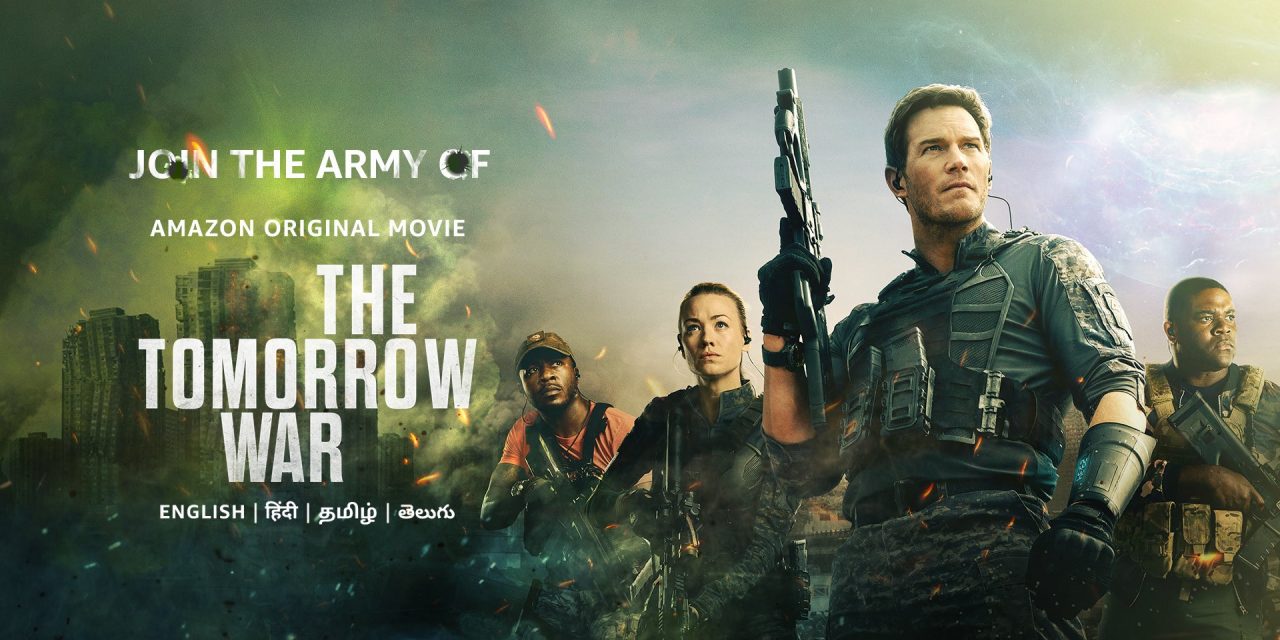 JOIN THE ARMY OF
AMAZON ORIGINAL MOVIE
THE
TOMORROW
WAR
ENGLISH | हिंदी | தமிழ் | తెలుగు